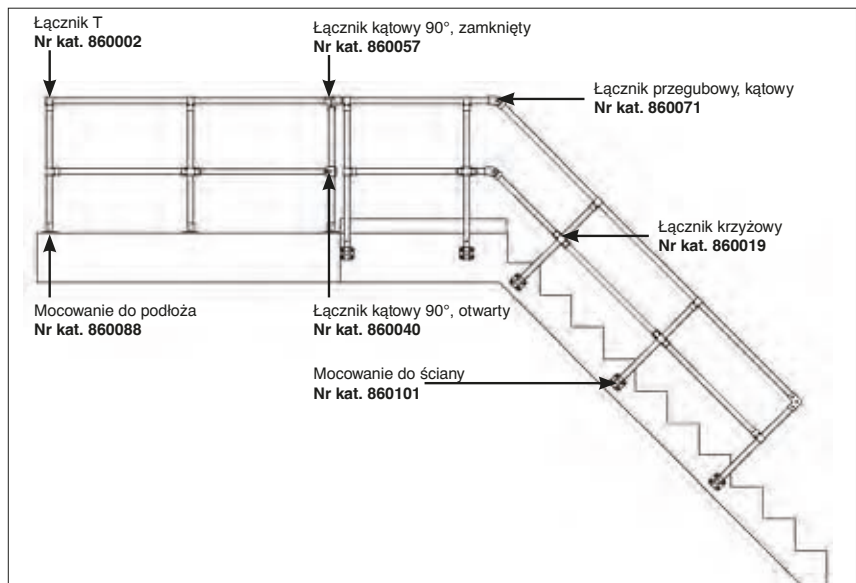 Łącznik T
Nr kat. 860002
Łącznik kątowy 90°, zamknięty
Nr kat. 860057
Łącznik przegubowy, kątowy
Nr kat. 860071
Łącznik krzyżowy
Nr kat. 860019
Mocowanie do podłoża
Nr kat. 860088
Łącznik kątowy 90°, otwarty
Nr kat. 860040
Mocowanie do ściany
Nr kat. 860101